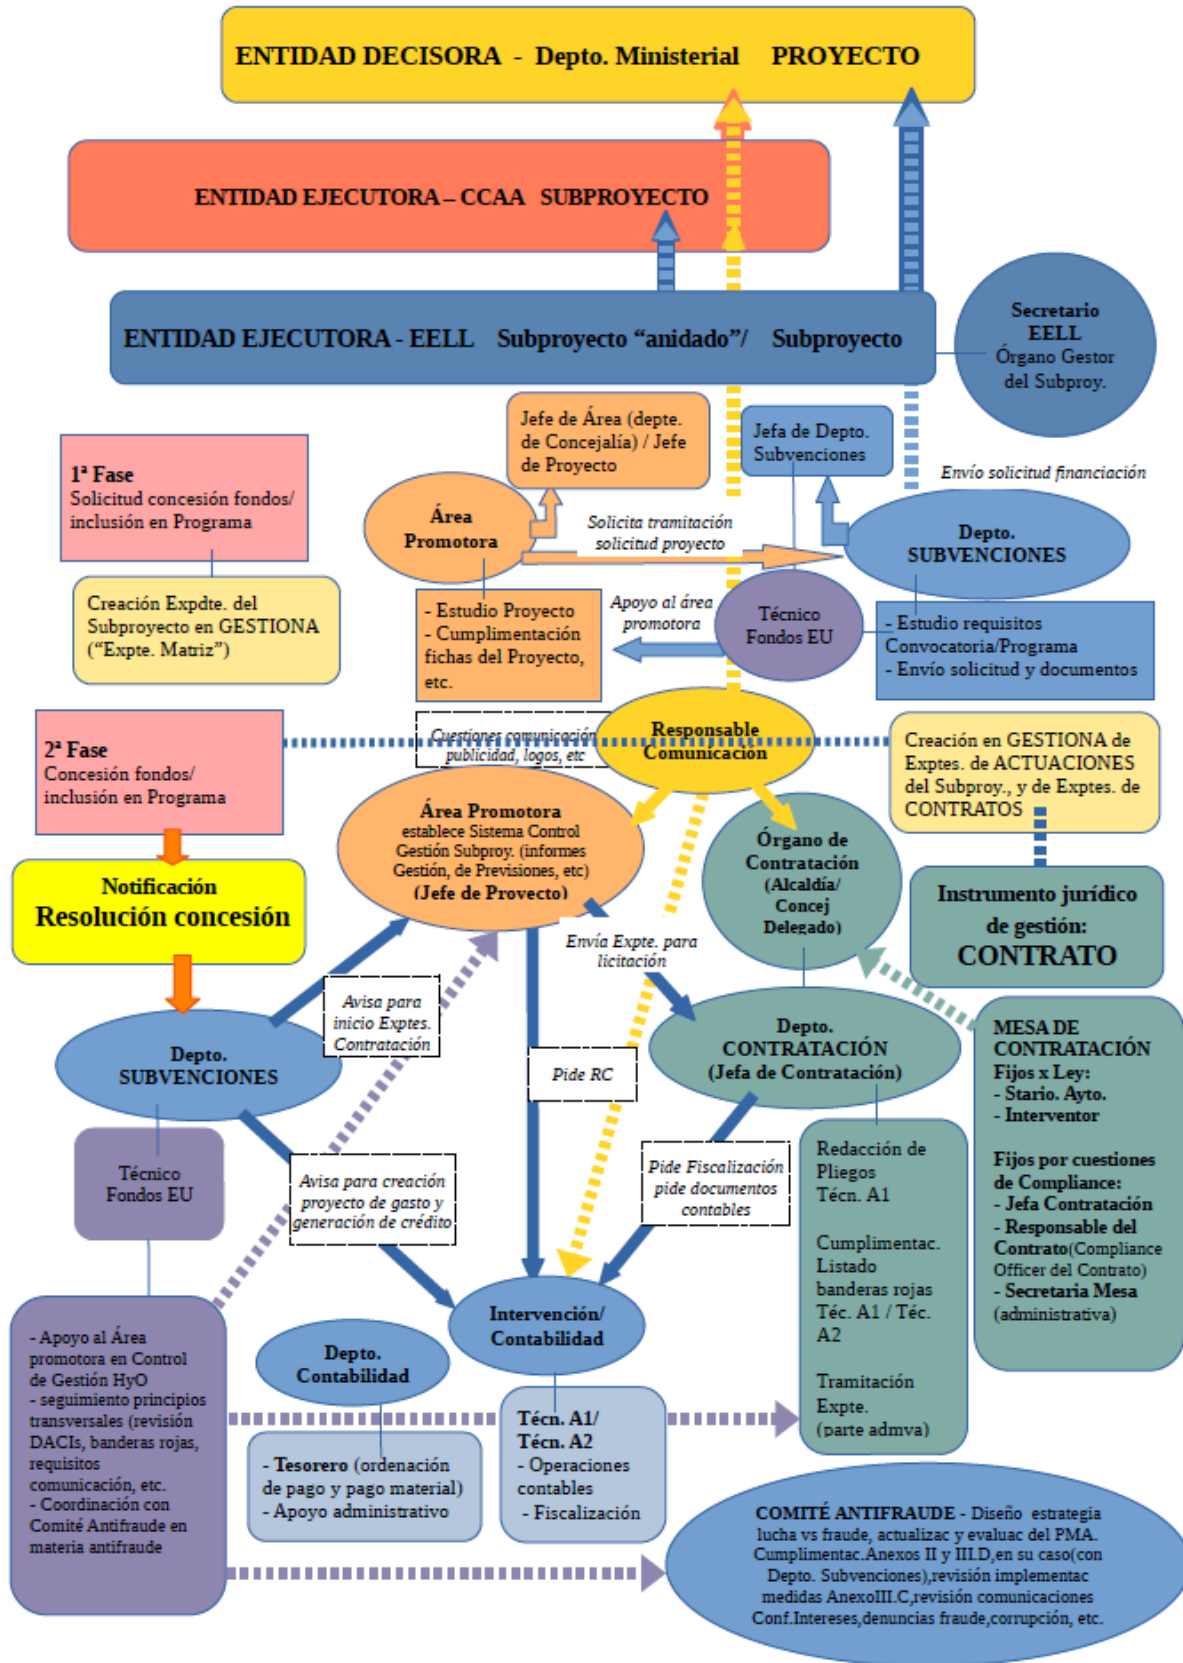 ENTIDAD DECISORA - Depto. Ministerial PROYECTO
ENTIDAD EJECUTORA – CCAA SUBPROYECTO
ENTIDAD EJECUTORA - EELL Subproyecto “anidado”/ Subproyecto
Secretario
EELL
Órgano Gestor
del Subproy.
Jefe de Área (depte.
de Concejalía) / Jefe
de Proyecto
Jefa de Depto.
Subvenciones
Envío solicitud financiación
1ª Fase
Solicitud concesión fondos/
inclusión en Programa
Área
Promotora
Solicita tramitación
solicitud proyecto
Depto.
SUBVENCIONES
Creación Expdte. del
Subproyecto en GESTIONA
(“Expte. Matriz”)
- Estudio Proyecto
- Cumplimentación
fichas del Proyecto,
etc.
Apoyo al área
promotora
Técnico
Fondos EU
- Estudio requisitos
Convocatoria/Programa
- Envío solicitud y documentos
2ª Fase
Concesión fondos/
inclusión en Programa
Cuestiones comunicación
publicidad, logos, etc
Responsable
Comunicación
Creación en GESTIONA de
Exptes. de ACTUACIONES
del Subproy., y de Exptes. de
CONTRATOS
Área Promotora
establece Sistema Control
Gestión Subproy. (informes
Gestión, de Previsiones, etc)
(Jefe de Proyecto)
Órgano de
Contratación
(Alcaldía/
Concej
Delegado)
Notificación
Resolución concesión
Instrumento jurídico
de gestión:
CONTRATO
Envía Expte. para
licitación
Avisa para
inicio Exptes.
Contratación
Depto.
SUBVENCIONES
Pide RC
Depto.
CONTRATACIÓN
(Jefa de Contratación)
MESA DE
CONTRATACIÓN
Fijos x Ley:
- Stario. Ayto.
- Interventor
Fijos por cuestiones
de Compliance:
- Jefa Contratación
- Responsable del
Contrato(Compliance
Officer del Contrato)
- Secretaria Mesa
(administrativa)
Técnico
Fondos EU
Avisa para creación
proyecto de gasto y
generación de crédito
Pide Fiscalización
pide documentos
contables
Redacción de
Pliegos
Técn. A1
Cumplimentac.
Listado
banderas rojas
Téc. A1 / Téc.
A2
Tramitación
Expte.
(parte admva)
Intervención/
Contabilidad
Depto.
Contabilidad
- Apoyo al Área
promotora en Control
de Gestión HyO
- seguimiento principios
transversales (revisión
DACIs, banderas rojas,
requisitos
comunicación, etc.
- Coordinación con
Comité Antifraude en
materia antifraude
- Tesorero (ordenación
de pago y pago material)
- Apoyo administrativo
Técn. A1/
Técn. A2
- Operaciones
contables
- Fiscalización
COMITÉ ANTIFRAUDE - Diseño estrategia
lucha vs fraude, actualizac y evaluac del PMA.
Cumplimentac.Anexos II y III.D,en su caso(con
Depto. Subvenciones),revisión implementac
medidas AnexoIII.C,revisión comunicaciones
Conf.Intereses,denuncias fraude,corrupción, etc.